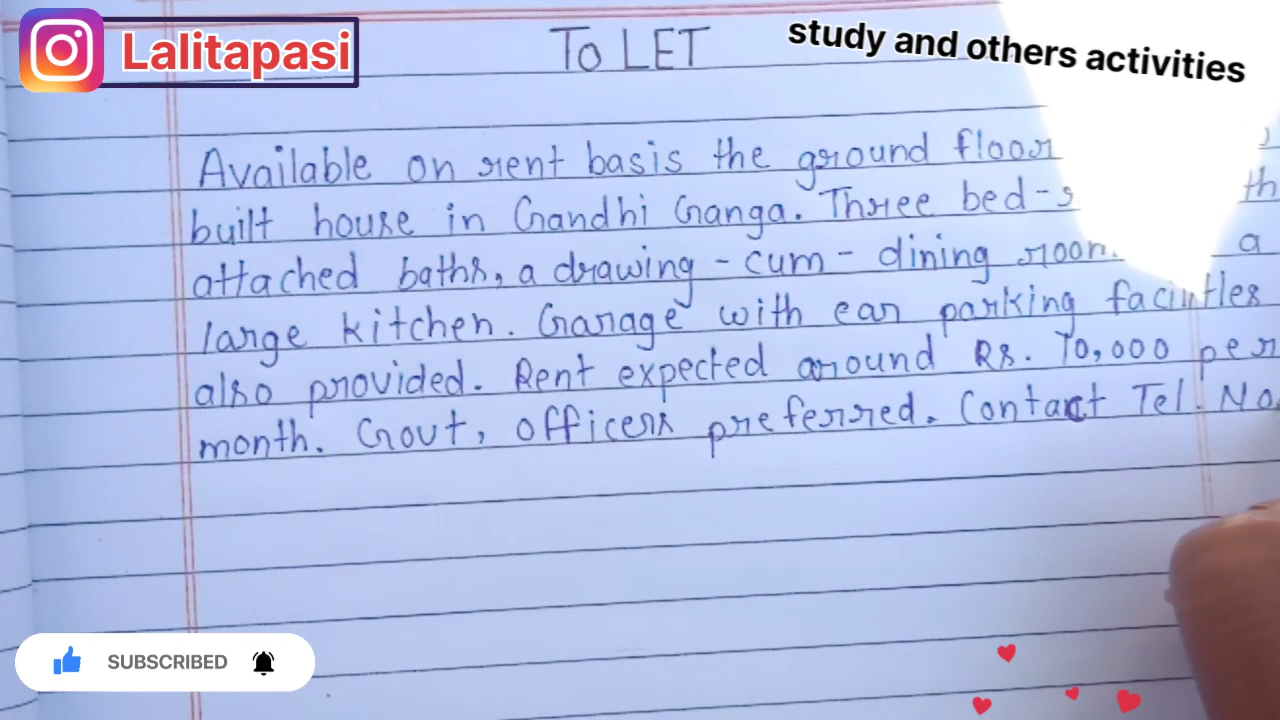 Lalitapasi
study and others activities
To LET
Available on rent basis the ground floor
built house in Gandhi Ganga. Three bed- th
attached baths, a drawing - cum - dining room a
large kitchen. Garage with car parking facilities
also provided. Rent expected around Rs. 10,000 per
month. Govt, officers preferred. Contact Tel. No.
SUBSCRIBED